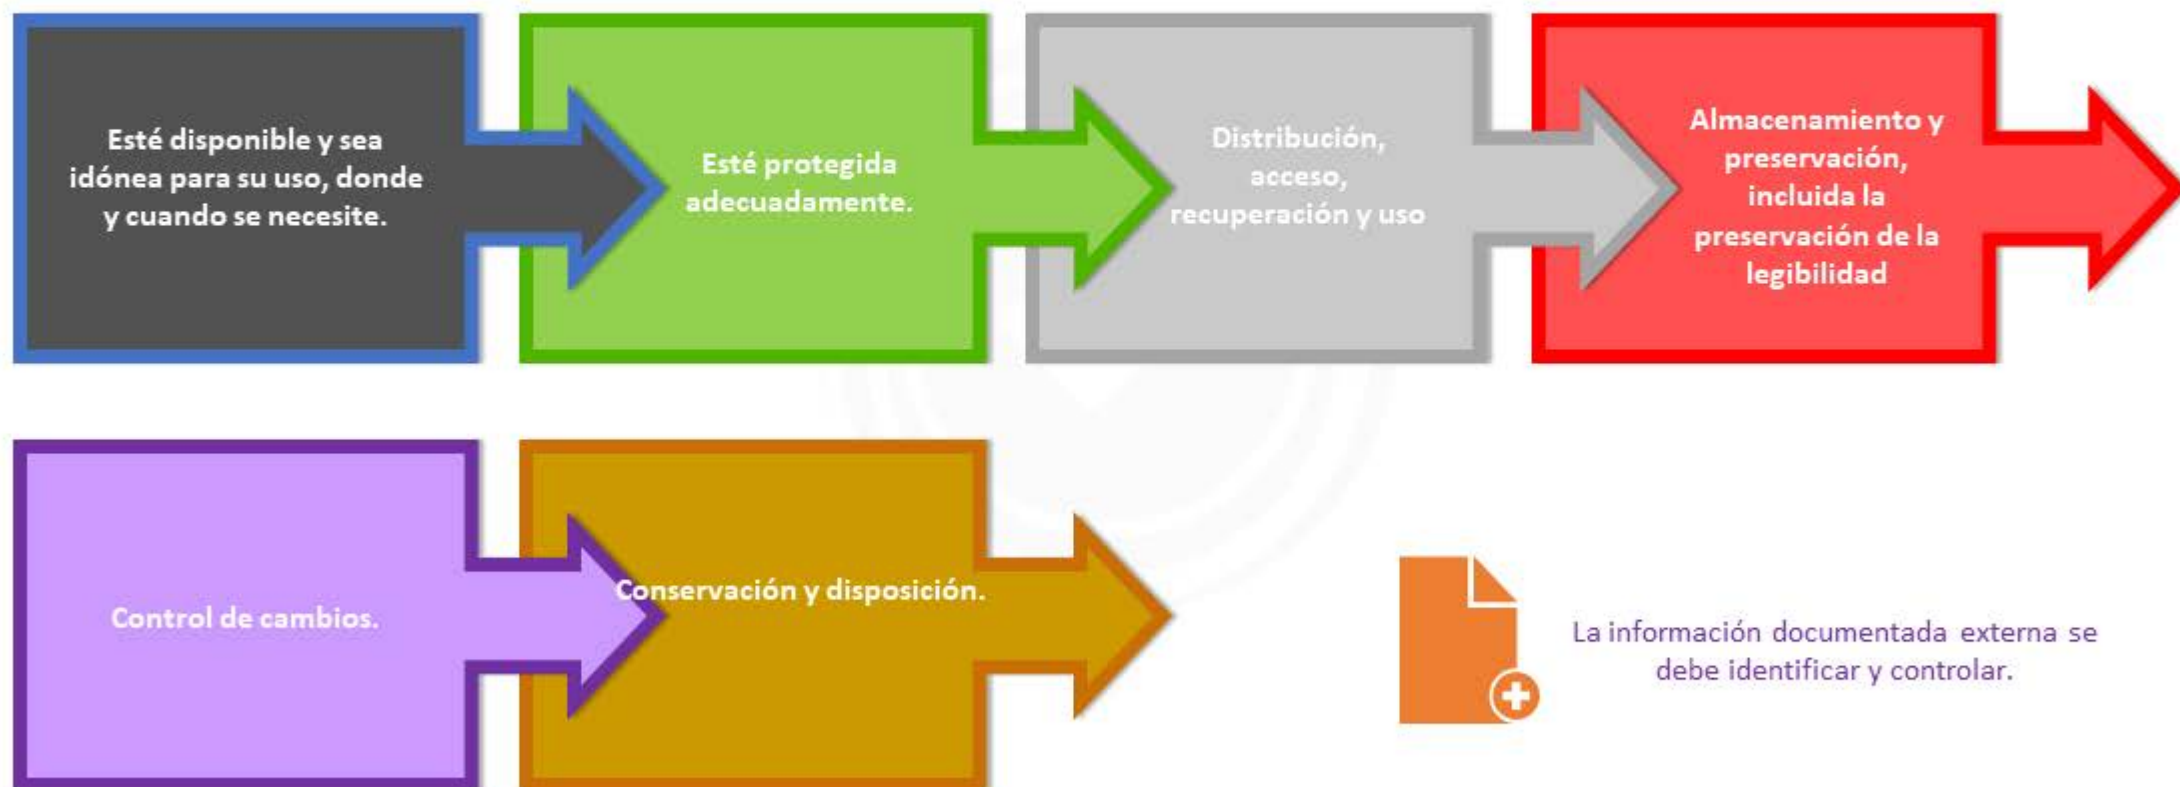 Esté disponible y sea
idónea para su uso, donde
y cuando se necesite.
Esté protegida
adecuadamente.
Distribución,
acceso,
recuperación y uso
Almacenamiento y
preservación,
incluida la
preservación de la
legibilidad
Control de cambios.
Conservación y disposición.
La información documentada externa se
debe identificar y controlar.